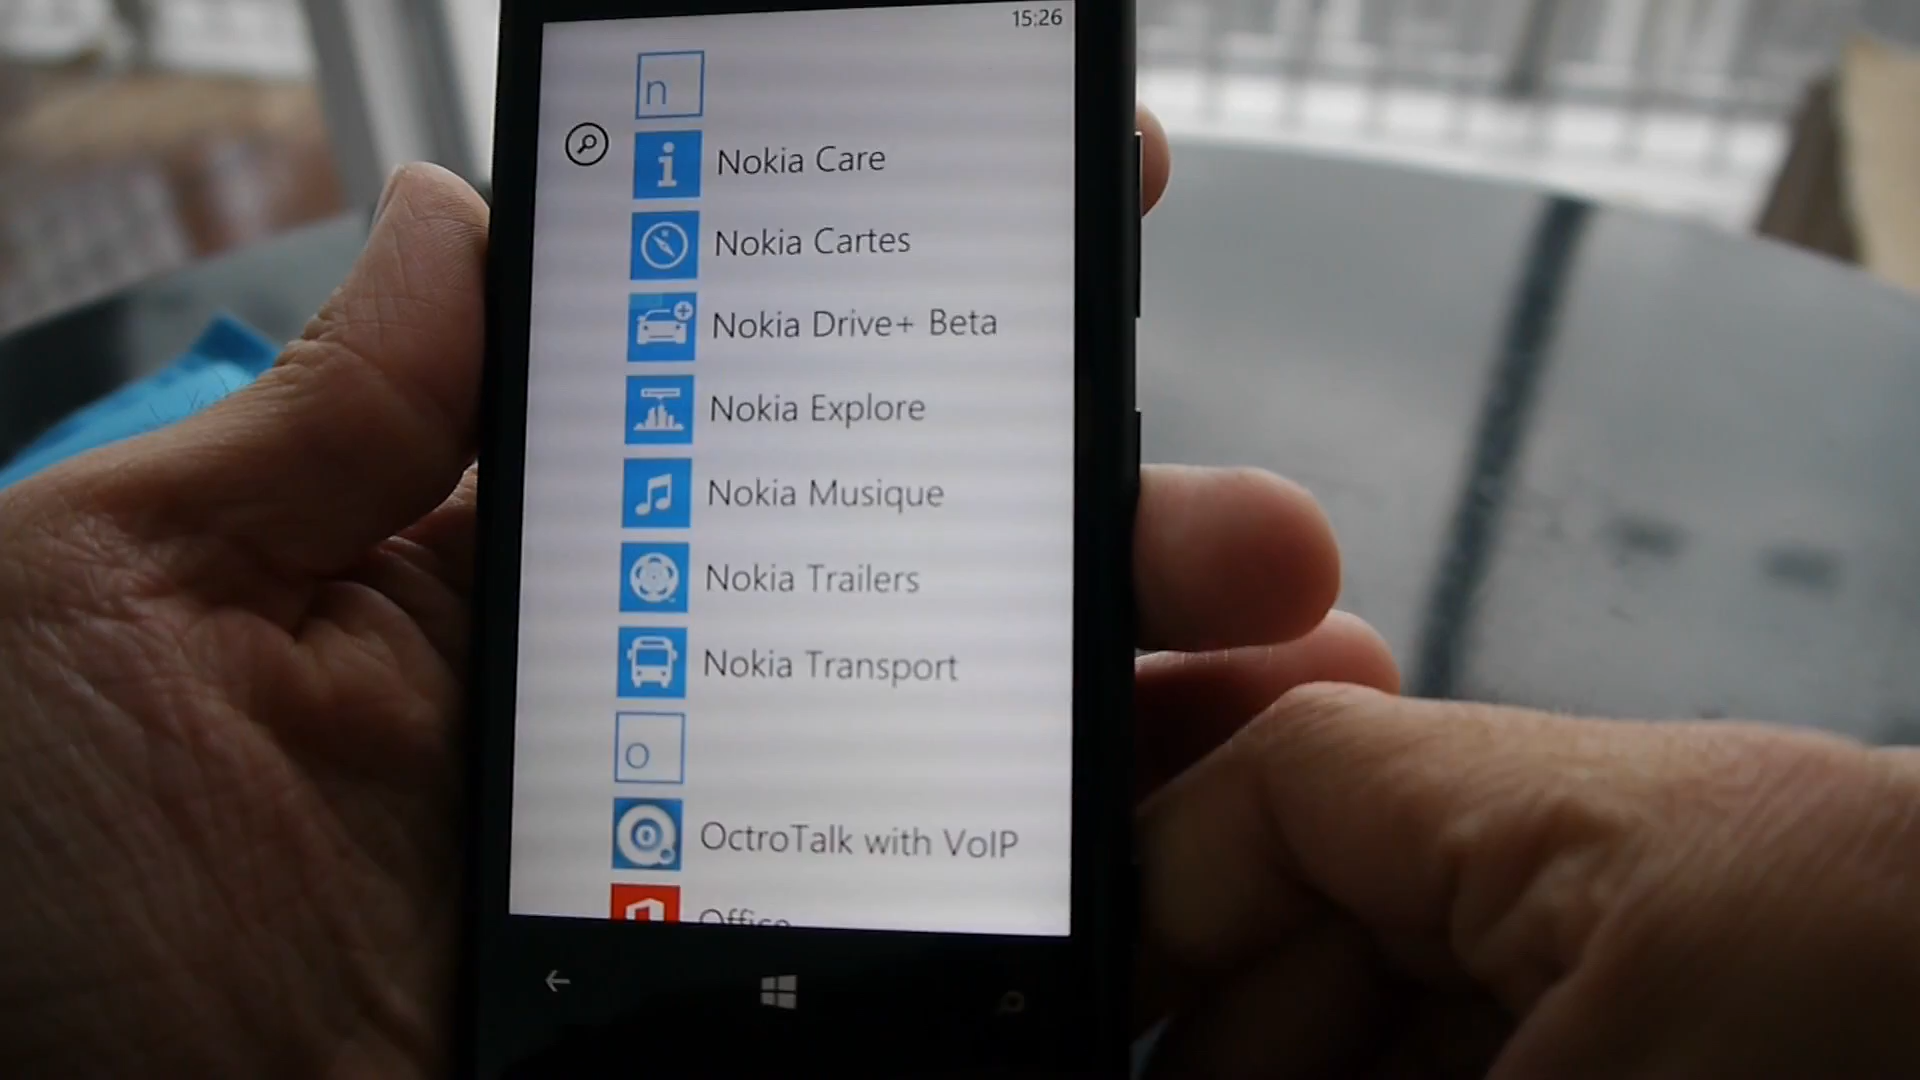 15:26
n
Nokia Care
Nokia Cartes
Nokia Drive+ Beta
Nokia Explore
Nokia Musique
Nokia Trailers
Nokia Transport
o
OctroTalk with VoIP
Office